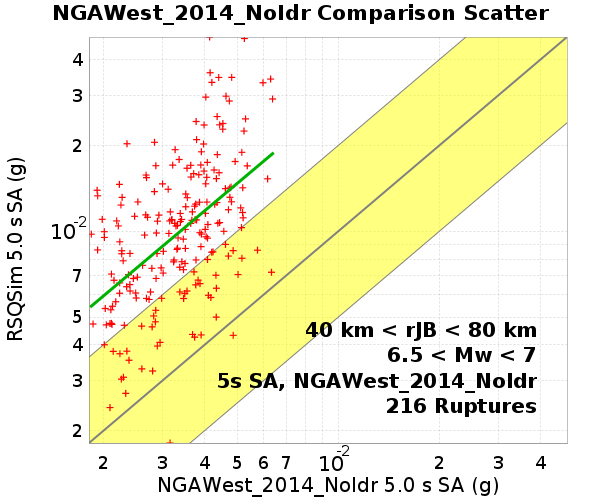 NGAWest_2014_NoIdr Comparison Scatter
RSQSim 5.0 s SA (g)
4
3
2
10-2
7
5
4
3
2
40 km < rJB < 80 km
6.5 < Mw < 7
5s SA, NGAWest_2014_NoIdr
216 Ruptures
2 3 4 5 6 7 10-2 2 3 4
NGAWest_2014_NoIdr 5.0 s SA (g)